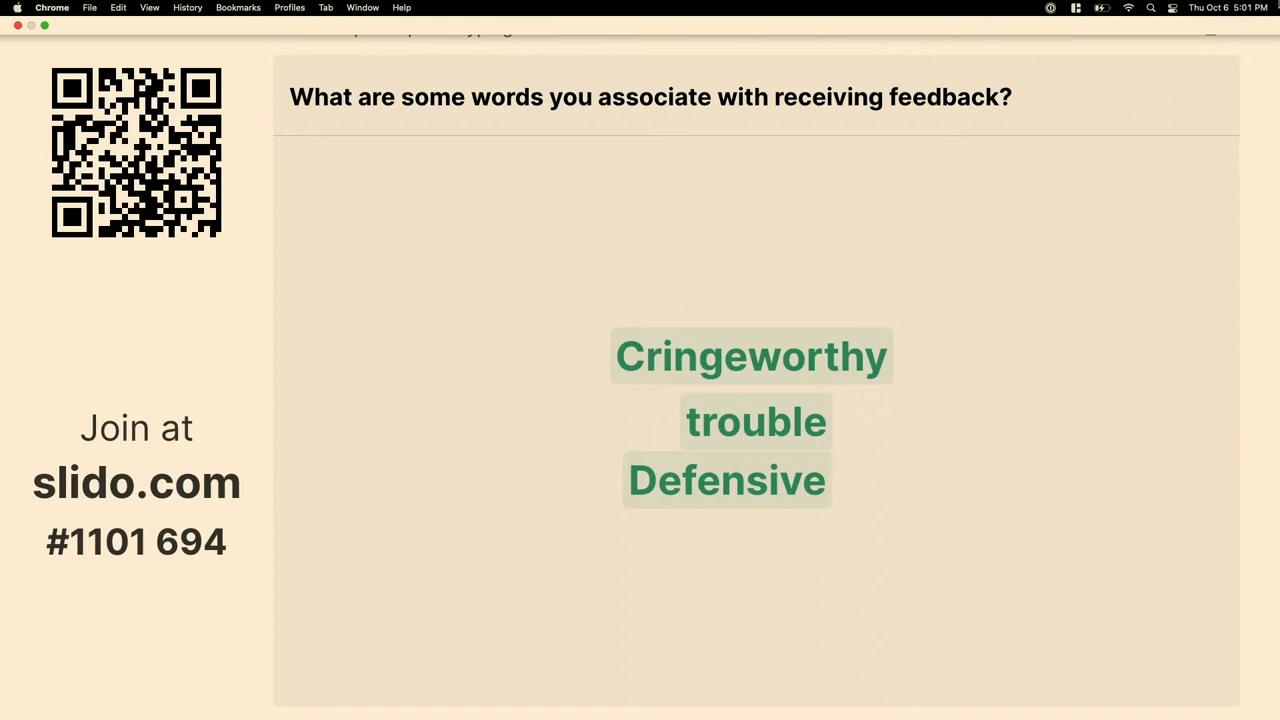 Chrome File Edit View History Bookmarks Profiles Tab Window Help Thu Oct 6 5:01 PM
What are some words you associate with receiving feedback?
Cringeworthy
trouble
Defensive
Join at
slido.com
#1101 694